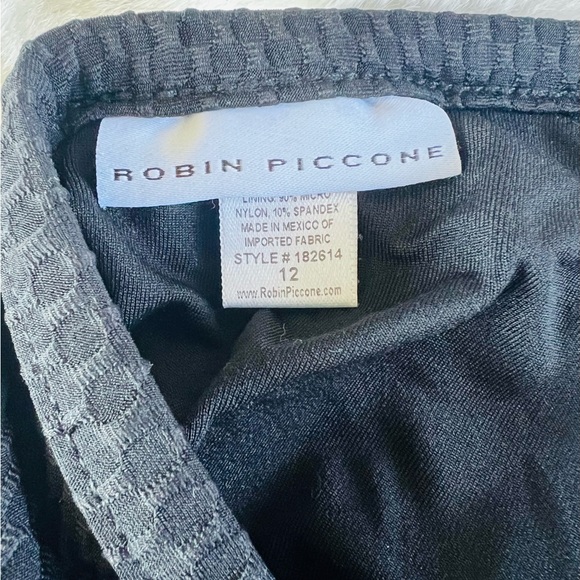 ROBIN PICCONE
LINING: 90% MICRO
NYLON, 10% SPANDEX
MADE IN MEXICO OF
IMPORTED FABRIC
STYLE # 182614
12
www.RobinPiccone.com